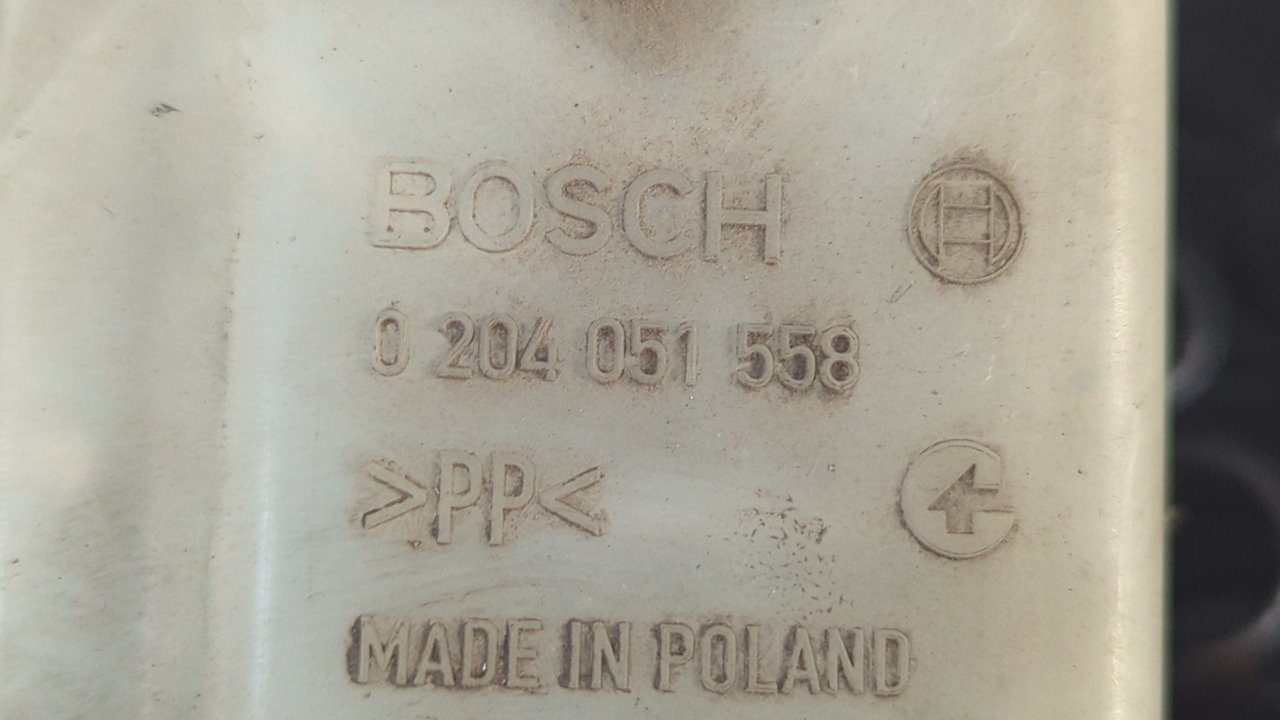 BOSCH
0 204 051 558
>PP<
MADE IN POLAND